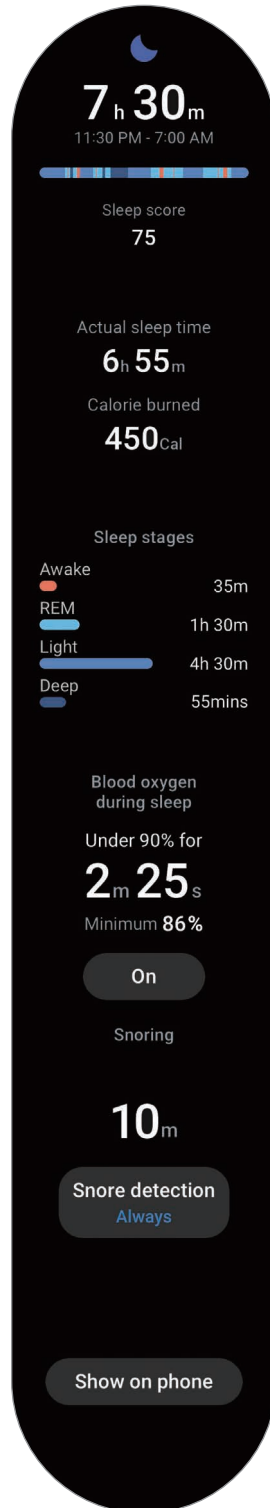 7h 30m
11:30 PM - 7:00 AM
Sleep score
75
Actual sleep time
6h 55m
Calorie burned
450Cal
Sleep stages
Awake
35m
REM
1h 30m
Light
4h 30m
Deep
55mins
Blood oxygen
during sleep
Under 90% for
2m 25s
Minimum 86%
On
Snoring
10m
Snore detection
Always
Show on phone